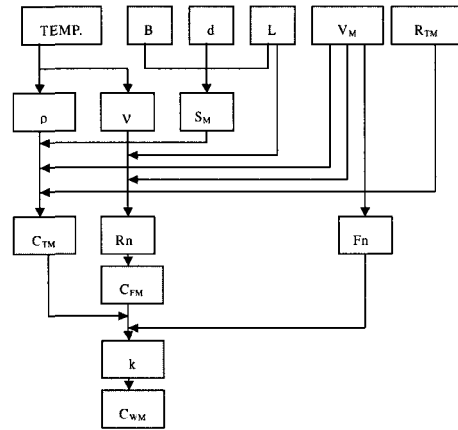 TEMP. B d L V_M R_TM
ρ ν S_M
C_TM Rn Fn
C_FM
k
C_WM